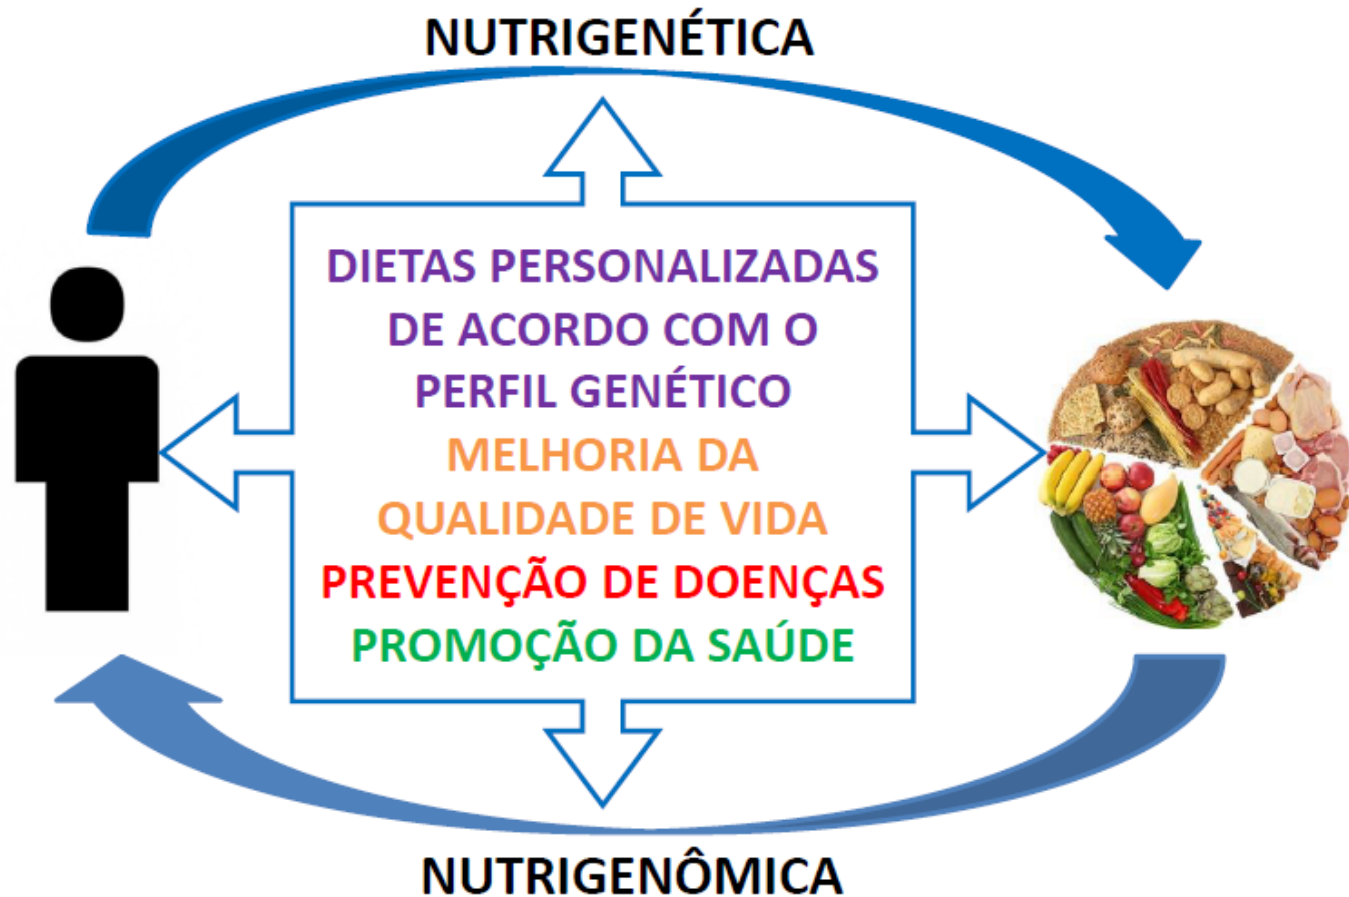 NUTRIGENÉTICA
DIETAS PERSONALIZADAS
DE ACORDO COM O
PERFIL GENÉTICO
MELHORIA DA
QUALIDADE DE VIDA
PREVENÇÃO DE DOENÇAS
PROMOÇÃO DA SAÚDE
NUTRIGENÔMICA